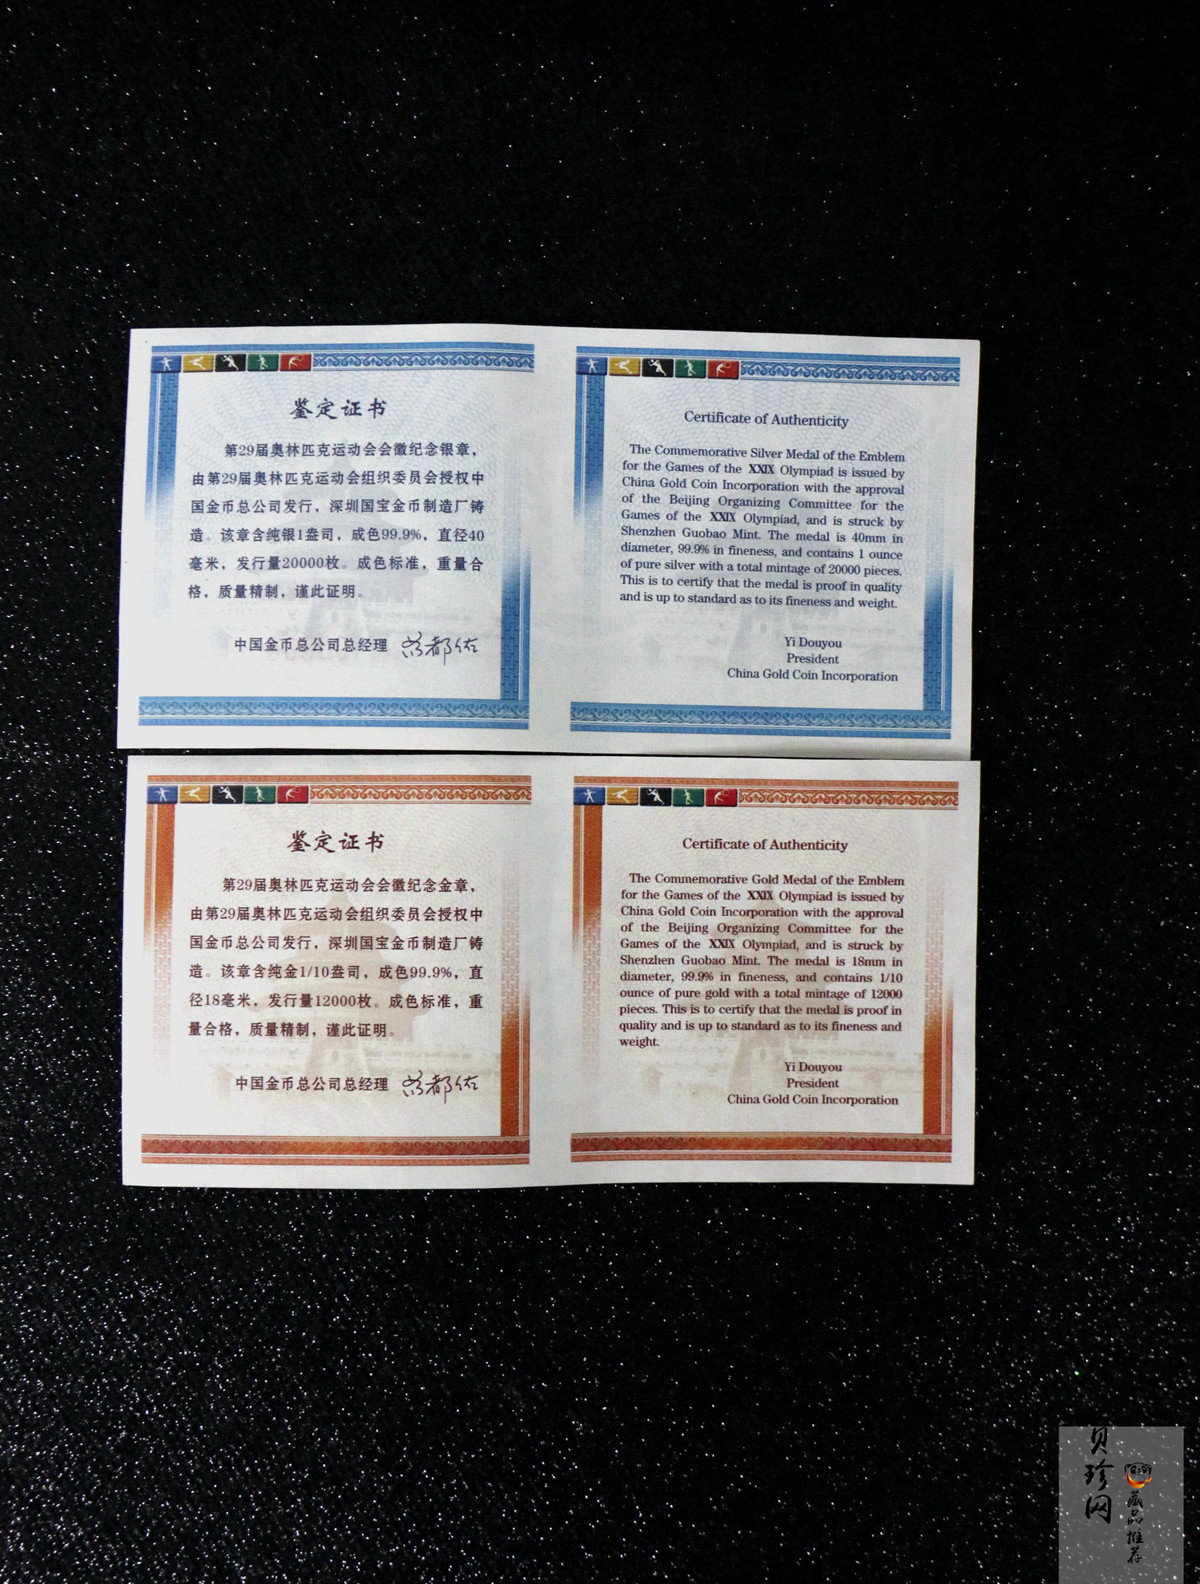 鉴定证书
第29届奥林匹克运动会会徽纪念银章，
由第29届奥林匹克运动会组织委员会授权中
国金币总公司发行，深圳国宝金币制造厂铸
造。该章含纯银1盎司，成色99.9%，直径40
毫米，发行量20000枚。成色标准，重量合
格，质量精制，谨此证明。
中国金币总公司总经理
Certificate of Authenticity
The Commemorative Silver Medal of the Emblem
for the Games of the XXIX Olympiad is issued by
China Gold Coin Incorporation with the approval
of the Beijing Organizing Committee for the
Games of the XXIX Olympiad, and is struck by
Shenzhen Guobao Mint. The medal is 40mm in
diameter, 99.9% in fineness, and contains 1 ounce
of pure silver with a total mintage of 20000 pieces.
This is to certify that the medal is proof in quality
and is up to standard as to its fineness and weight.
Yi Douyou
President
China Gold Coin Incorporation
鉴定证书
第29届奥林匹克运动会会徽纪念金章，
由第29届奥林匹克运动会组织委员会授权中
国金币总公司发行，深圳国宝金币制造厂铸
造。该章含纯金1/10盎司，成色99.9%，直
径18毫米，发行量12000枚。成色标准，重
量合格，质量精制，谨此证明。
中国金币总公司总经理
Certificate of Authenticity
The Commemorative Gold Medal of the Emblem
for the Games of the XXIX Olympiad is issued by
China Gold Coin Incorporation with the approval
of the Beijing Organizing Committee for the
Games of the XXIX Olympiad, and is struck by
Shenzhen Guobao Mint. The medal is 18mm in
diameter, 99.9% in fineness, and contains 1/10
ounce of pure gold with a total mintage of 12000
pieces. This is to certify that the medal is proof in
quality and is up to standard as to its fineness and
weight.
Yi Douyou
President
China Gold Coin Incorporation
贝珍网
藏品推荐